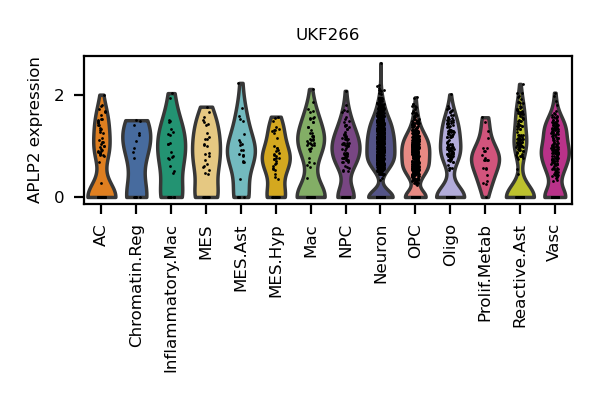 UKF266
APLP2 expression
2
0
AC
Chromatin.Reg
Inflammatory.Mac
MES
MES.Ast
MES.Hyp
Mac
NPC
Neuron
OPC
Oligo
Prolif.Metab
Reactive.Ast
Vasc